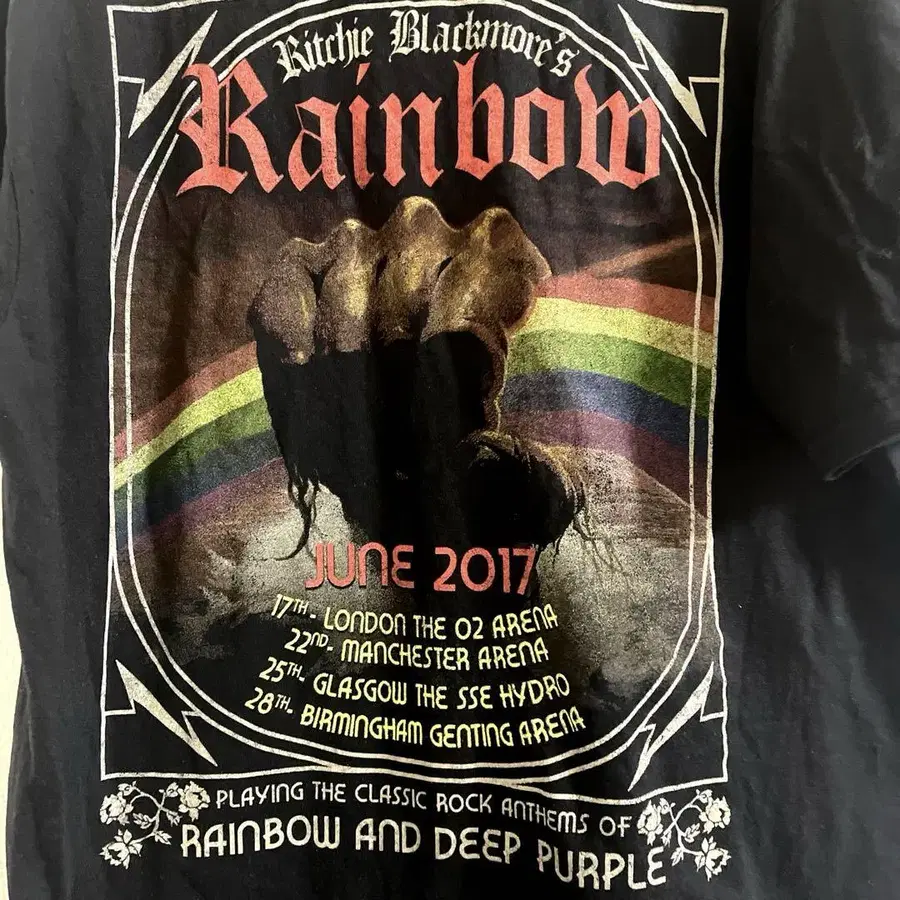 Ritchie Blackmore's
Rainbow
JUNE 2017
17TH- LONDON THE O2 ARENA
22ND- MANCHESTER ARENA
25TH- GLASGOW THE SSE HYDRO
28TH- BIRMINGHAM GENTING ARENA
PLAYING THE CLASSIC ROCK ANTHEMS OF
RAINBOW AND DEEP PURPLE